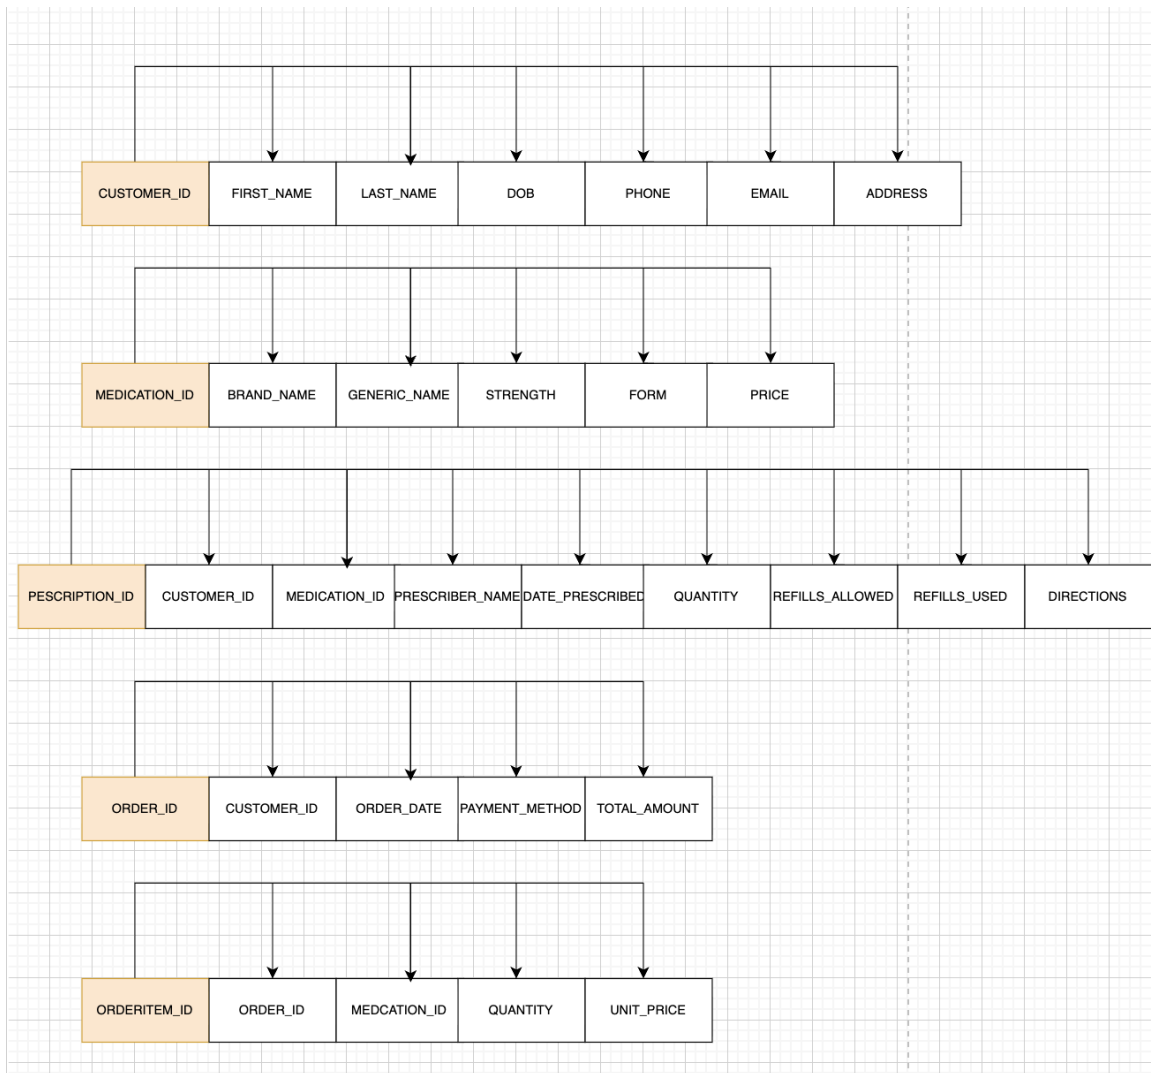 CUSTOMER_ID FIRST_NAME LAST_NAME DOB PHONE EMAIL ADDRESS
MEDICATION_ID BRAND_NAME GENERIC_NAME STRENGTH FORM PRICE
PESCRIPTION_ID CUSTOMER_ID MEDICATION_ID PRESCRIBER_NAME DATE_PRESCRIBED QUANTITY REFILLS_ALLOWED REFILLS_USED DIRECTIONS
ORDER_ID CUSTOMER_ID ORDER_DATE PAYMENT_METHOD TOTAL_AMOUNT
ORDERITEM_ID ORDER_ID MEDCATION_ID QUANTITY UNIT_PRICE